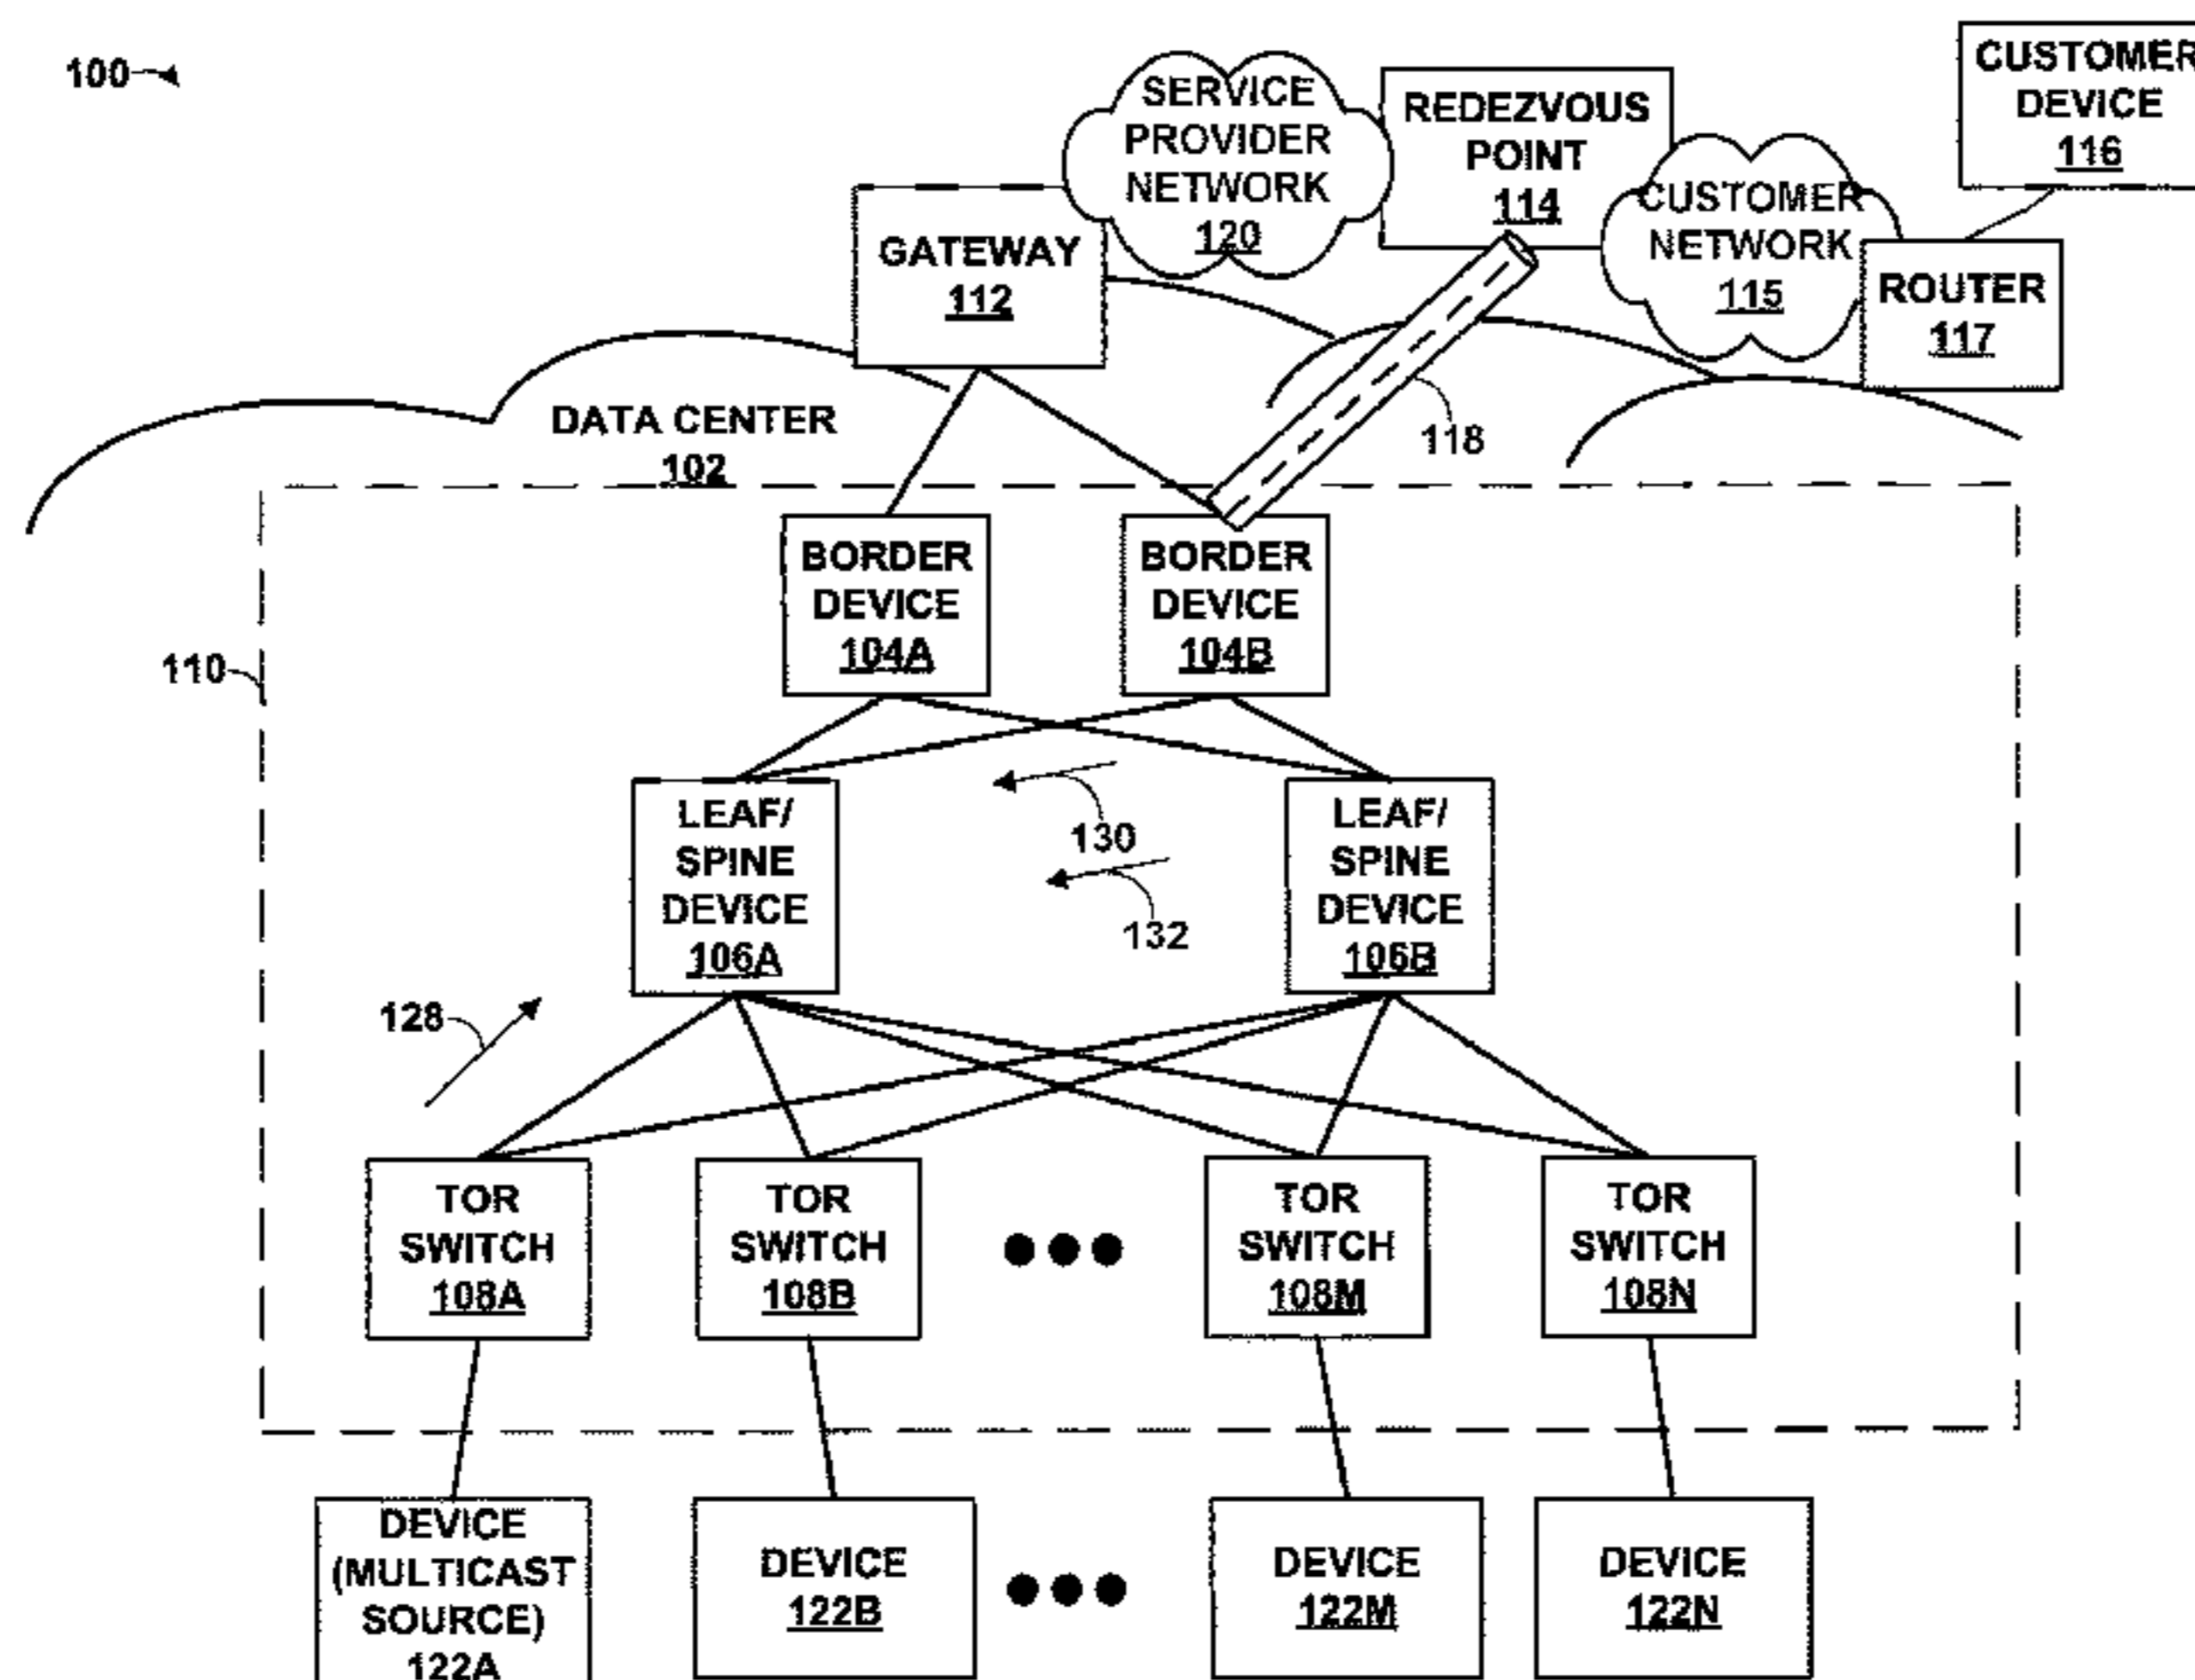 100
SERVICE
PROVIDER
NETWORK
120
REDEZVOUS
POINT
114
CUSTOMER
DEVICE
116
CUSTOMER
NETWORK
115
ROUTER
117
GATEWAY
112
118
DATA CENTER
102
110
BORDER
DEVICE
104A
BORDER
DEVICE
104B
130
132
LEAF/
SPINE
DEVICE
106A
LEAF/
SPINE
DEVICE
106B
128
TOR
SWITCH
108A
TOR
SWITCH
108B
TOR
SWITCH
108M
TOR
SWITCH
108N
DEVICE
(MULTICAST
SOURCE)
122A
DEVICE
122B
DEVICE
122M
DEVICE
122N